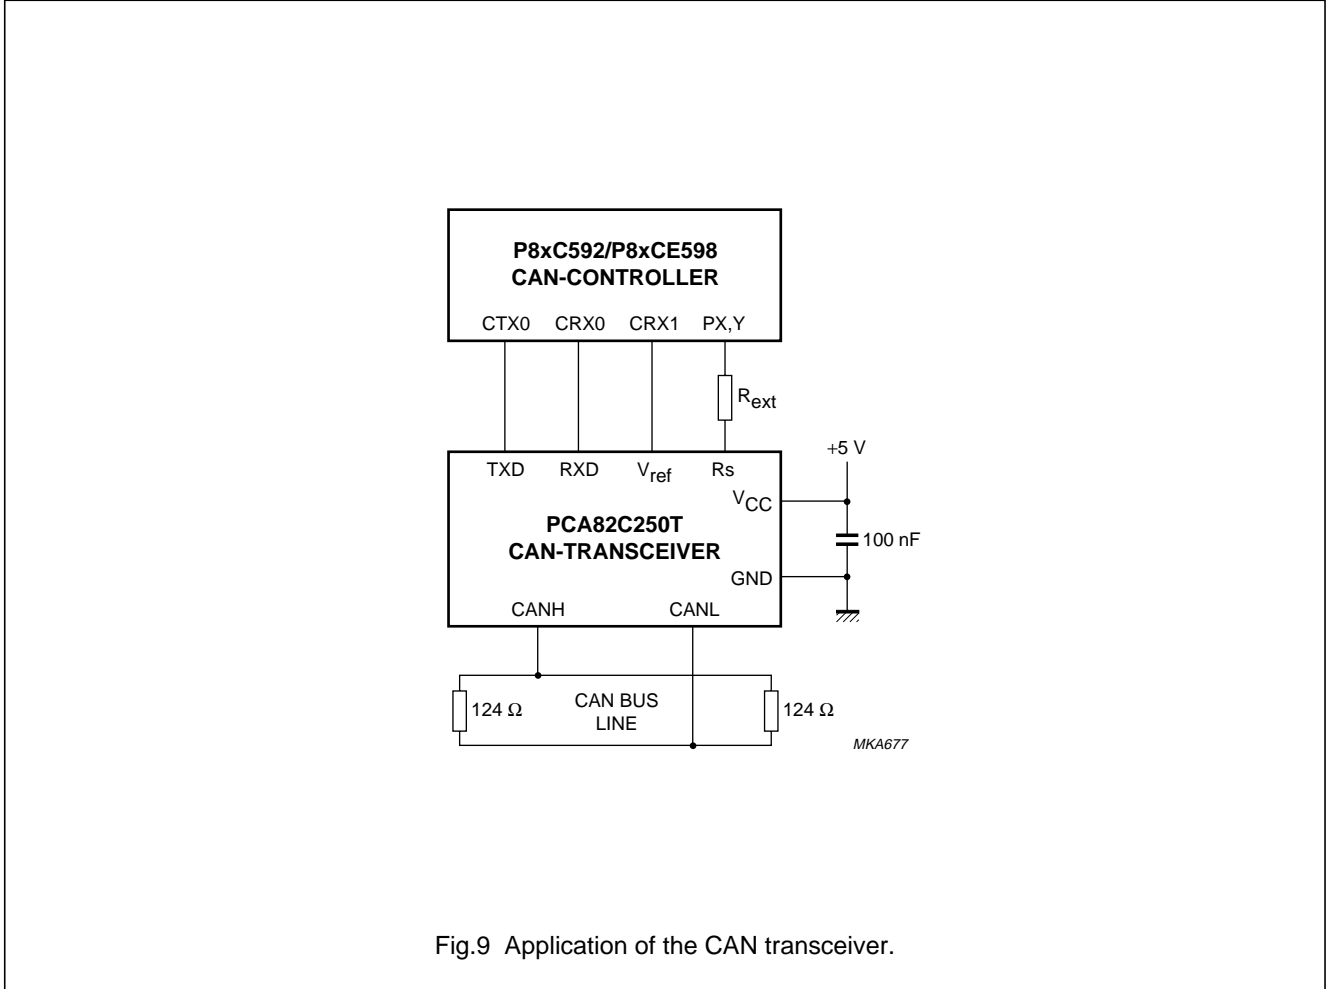 P8xC592/P8xCE598
CAN-CONTROLLER
CTX0 CRX0 CRX1 PX,Y
Rext
+5 V
TXD RXD Vref Rs
VCC
PCA82C250T
CAN-TRANSCEIVER
100 nF
GND
CANH CANL
124 Ω
CAN BUS
LINE
124 Ω
MKA677
Fig.9 Application of the CAN transceiver.